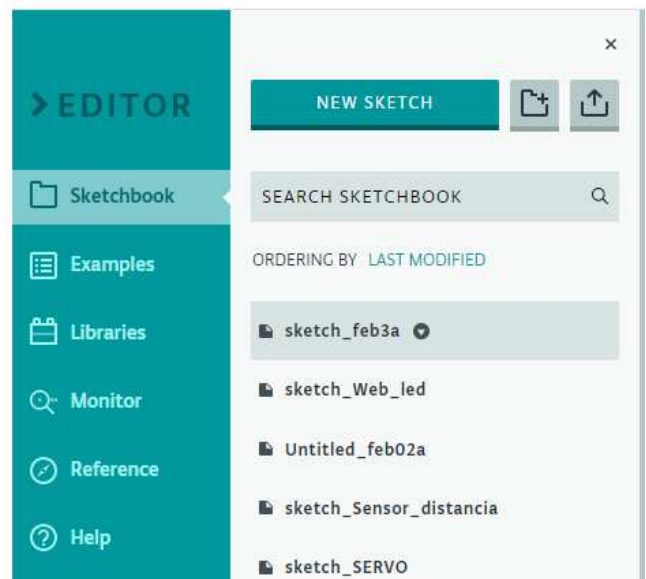 EDITOR
Sketchbook
Examples
Libraries
Monitor
Reference
Help
NEW SKETCH
SEARCH SKETCHBOOK
ORDERING BY LAST MODIFIED
sketch_feb3a
sketch_Web_led
Untitled_feb02a
sketch_Sensor_distancia
sketch_SERVO